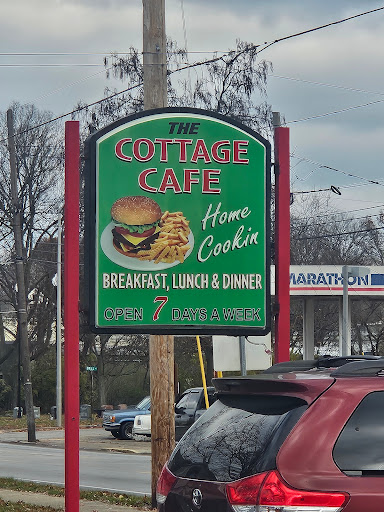 THE
COTTAGE
CAFE
Home
Cookin
BREAKFAST, LUNCH & DINNER
OPEN 7 DAYS A WEEK
MARATHON